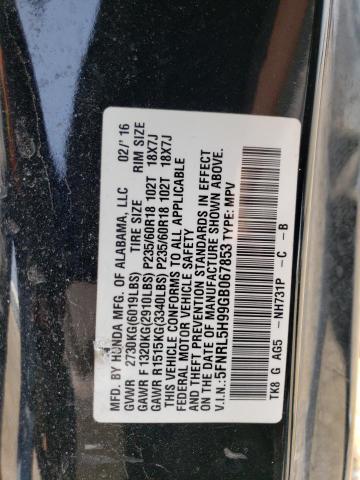 MFD. BY HONDA MFG. OF ALABAMA, LLC 02/' 16
GVWR 2730KG(6019LBS) TIRE SIZE RIM SIZE
GAWR F 1320KG(2910LBS) P235/60R18 102T 18X7J
GAWR R1515KG(3340LBS) P235/60R18 102T 18X7J
THIS VEHICLE CONFORMS TO ALL APPLICABLE
FEDERAL MOTOR VEHICLE SAFETY
AND THEFT PREVENTION STANDARDS IN EFFECT
ON THE DATE OF MANUFACTURE SHOWN ABOVE.
V.I.N.:5FNRL5H99GB067853 TYPE: MPV
TK8 G AG5 -NH731P -C -B